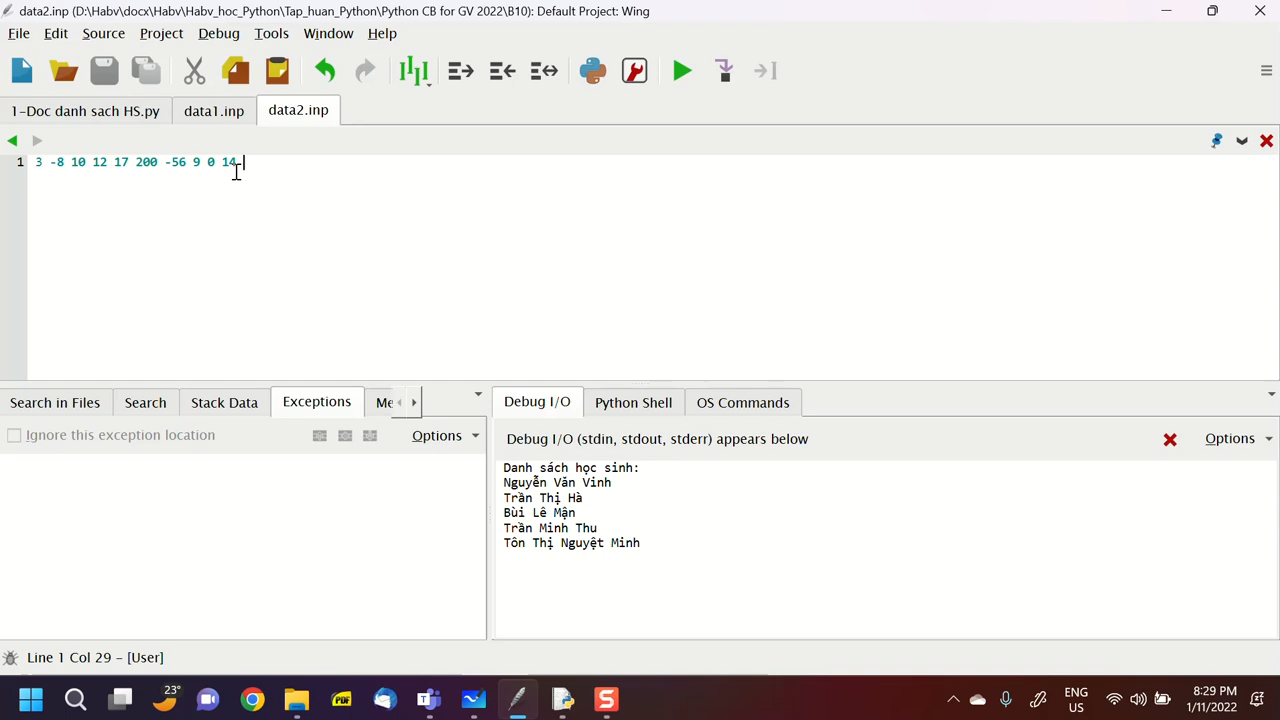 data2.inp (D:\Habv\docx\Habv\Habv_hoc_Python\Tap_huan_Python\Python CB for GV 2022\B10): Default Project: Wing
File Edit Source Project Debug Tools Window Help
1-Doc danh sach HS.py data1.inp data2.inp
1 3 -8 10 12 17 200 -56 9 0 14
Search in Files Search Stack Data Exceptions Me Debug I/O Python Shell OS Commands
Ignore this exception location Options Debug I/O (stdin, stdout, stderr) appears below Options
Danh sách học sinh:
Nguyễn Văn Vinh
Trần Thị Hà
Bùi Lê Mận
Trần Minh Thu
Tôn Thị Nguyệt Minh
Line 1 Col 29 - [User]
23°
PDF
S
ENG
US
8:29 PM
1/11/2022